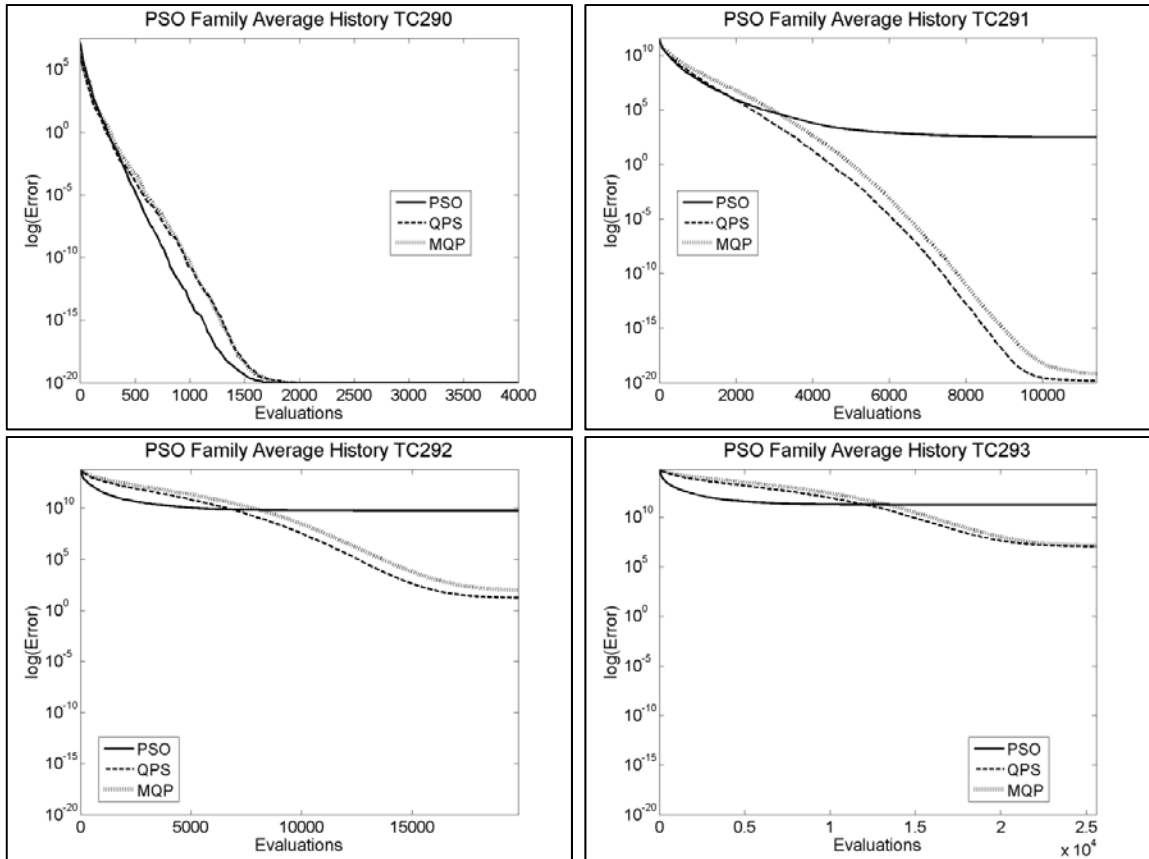 PSO Family Average History TC290
log(Error)
10^5
10^0
10^-5
10^-10
10^-15
10^-20
PSO
QPS
MQP
0 500 1000 1500 2000 2500 3000 3500 4000
Evaluations
PSO Family Average History TC291
log(Error)
10^10
10^5
10^0
10^-5
10^-10
10^-15
10^-20
PSO
QPS
MQP
0 2000 4000 6000 8000 10000
Evaluations
PSO Family Average History TC292
log(Error)
10^10
10^5
10^0
10^-5
10^-10
10^-15
10^-20
PSO
QPS
MQP
0 5000 10000 15000
Evaluations
PSO Family Average History TC293
log(Error)
10^10
10^5
10^0
10^-5
10^-10
10^-15
10^-20
PSO
QPS
MQP
0 0.5 1 1.5 2 2.5
Evaluations
x 10^4